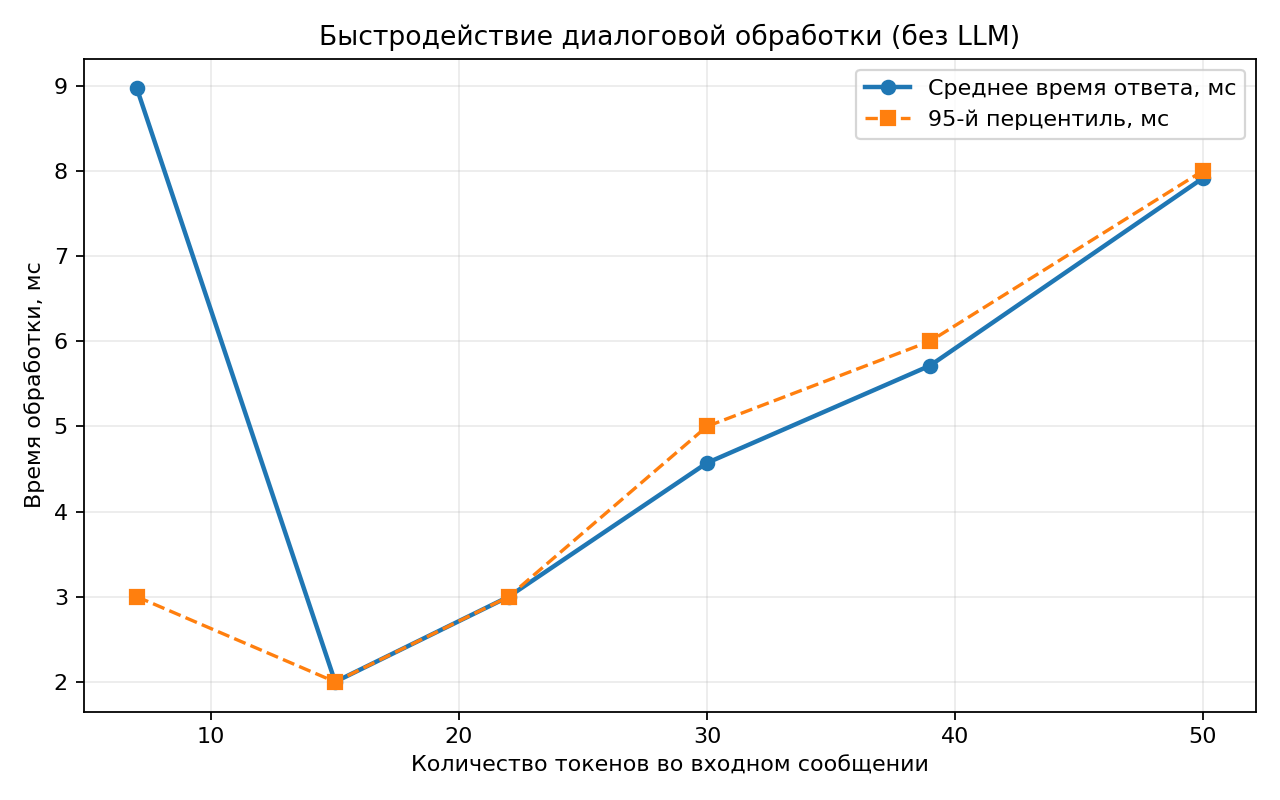 Быстродействие диалоговой обработки (без LLM)
Среднее время ответа, мс
95-й перцентиль, мс
Время обработки, мс
9
8
7
6
5
4
3
2
10 20 30 40 50
Количество токенов во входном сообщении